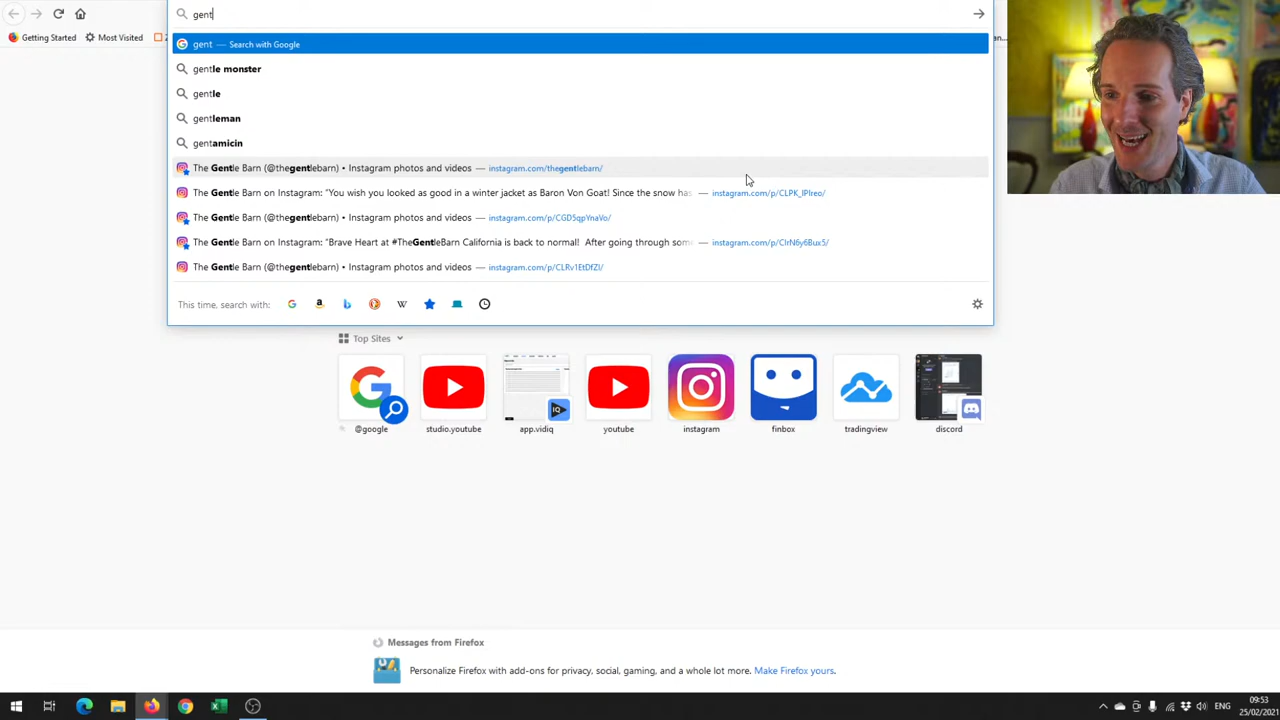 gent
Getting Started
Most Visited
an...
gent — Search with Google
gentle monster
gentle
gentleman
gentamicin
The Gentle Barn (@thegentlebarn) • Instagram photos and videos — instagram.com/thegentlebarn/
The Gentle Barn on Instagram: "You wish you looked as good in a winter jacket as Baron Von Goat! Since the snow has — instagram.com/p/CLPK_lPlreo/
The Gentle Barn (@thegentlebarn) • Instagram photos and videos — instagram.com/p/CGD5qpYnaVo/
The Gentle Barn on Instagram: "Brave Heart at #TheGentleBarn California is back to normal! After going through som — instagram.com/p/ClrN6y6Bux5/
The Gentle Barn (@thegentlebarn) • Instagram photos and videos — instagram.com/p/CLRv1EtDfZl/
This time, search with:
Top Sites
@google
studio.youtube
app.vidiq
youtube
instagram
finbox
tradingview
discord
Messages from Firefox
Personalize Firefox with add-ons for privacy, social, gaming, and a whole lot more. Make Firefox yours.
ENG
09:53
25/02/2021